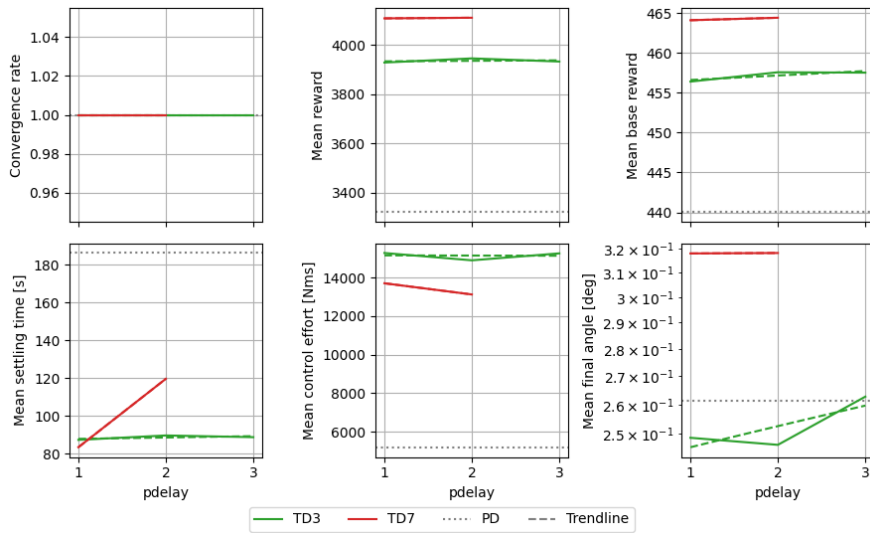 Convergence rate
1.04
1.02
1.00
0.98
0.96
Mean reward
4000
3800
3600
3400
Mean base reward
465
460
455
450
445
440
Mean settling time [s]
180
160
140
120
100
80
1 2 3
pdelay
Mean control effort [Nms]
14000
12000
10000
8000
6000
1 2 3
pdelay
Mean final angle [deg]
3.2 × 10⁻¹
3.1 × 10⁻¹
3 × 10⁻¹
2.9 × 10⁻¹
2.8 × 10⁻¹
2.7 × 10⁻¹
2.6 × 10⁻¹
2.5 × 10⁻¹
1 2 3
pdelay
TD3 TD7 PD Trendline